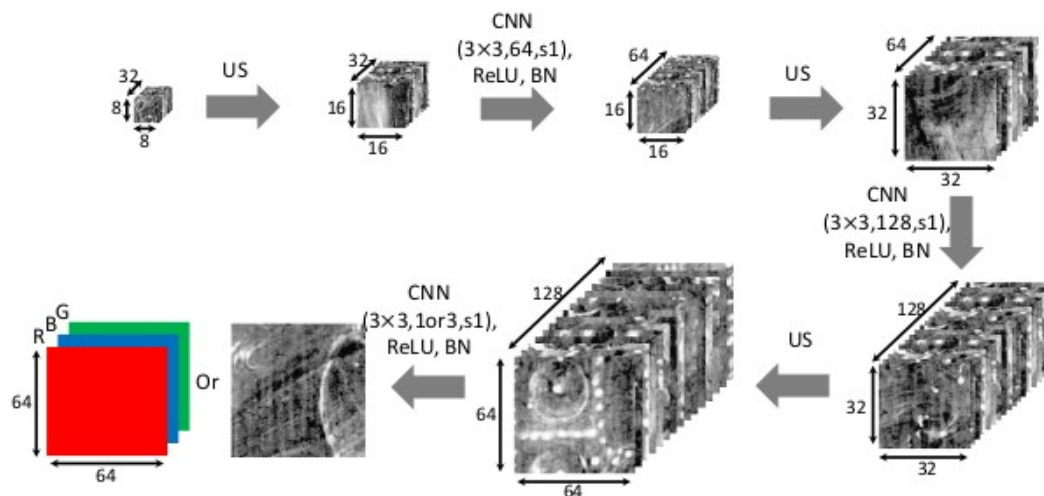 32
8
8
US
32
16
16
CNN
(3×3,64,s1),
ReLU, BN
64
16
16
US
64
32
32
CNN
(3×3,128,s1),
ReLU, BN
128
32
32
US
128
64
64
CNN
(3×3,1or3,s1),
ReLU, BN
Or
R B G
64
64